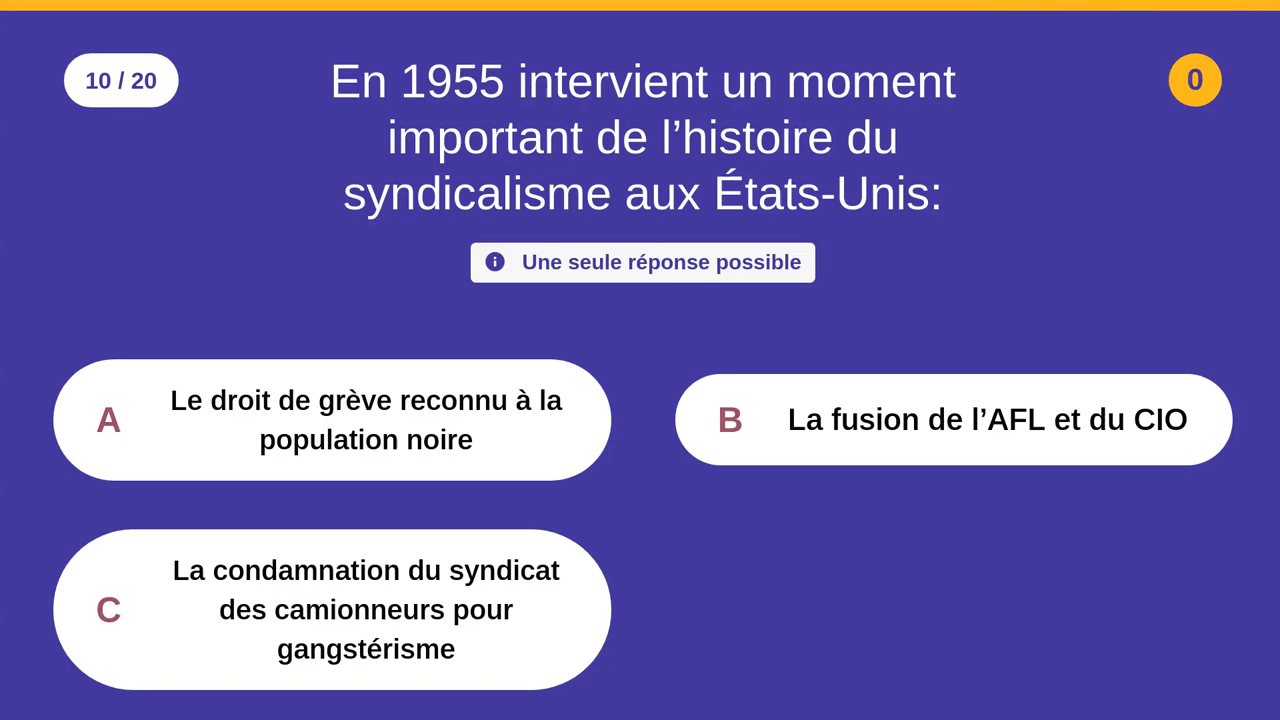 10 / 20
En 1955 intervient un moment
important de l’histoire du
syndicalisme aux États-Unis:
0
Une seule réponse possible
A
Le droit de grève reconnu à la
population noire
B
La fusion de l’AFL et du CIO
C
La condamnation du syndicat
des camionneurs pour
gangstérisme